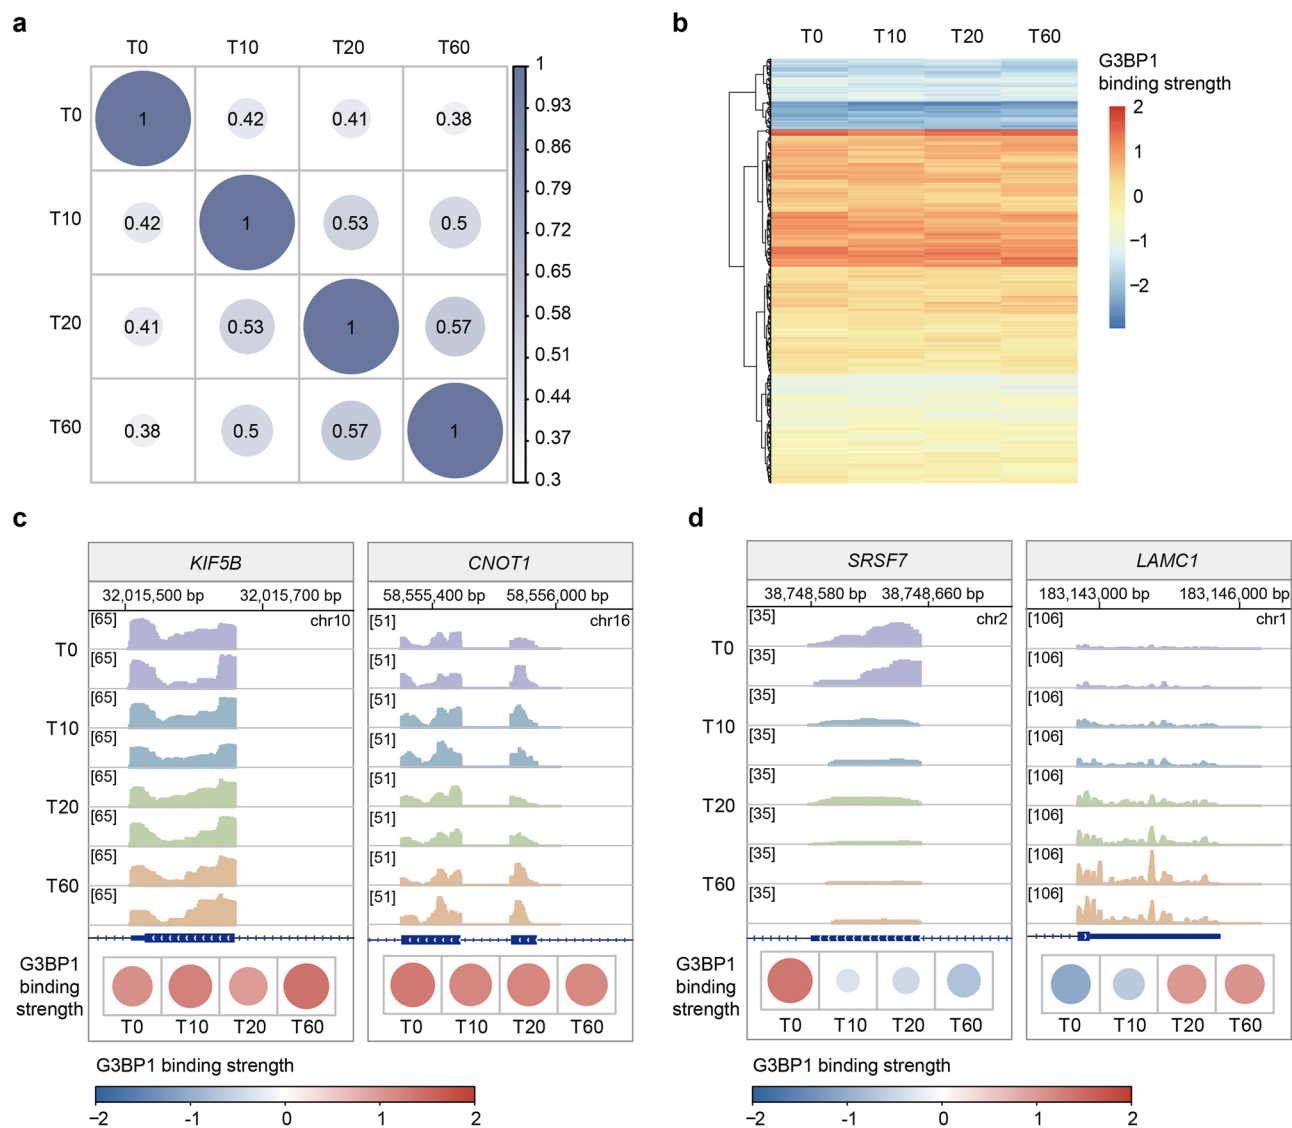 a
T0 T10 T20 T60
T0 1 0.42 0.41 0.38
T10 0.42 1 0.53 0.5
T20 0.41 0.53 1 0.57
T60 0.38 0.5 0.57 1
1
0.93
0.86
0.79
0.72
0.65
0.58
0.51
0.44
0.37
0.3
b
T0 T10 T20 T60
G3BP1
binding strength
2
1
0
−1
−2
c
KIF5B
32,015,500 bp 32,015,700 bp
chr10
T0
[65]
[65]
T10
[65]
[65]
T20
[65]
[65]
T60
[65]
[65]
CNOT1
58,555,400 bp 58,556,000 bp
chr16
[51]
[51]
[51]
[51]
[51]
[51]
[51]
[51]
G3BP1
binding
strength
T0 T10 T20 T60
T0 T10 T20 T60
G3BP1 binding strength
−2 -1 0 1 2
d
SRSF7
38,748,580 bp 38,748,660 bp
chr2
T0
[35]
[35]
T10
[35]
[35]
T20
[35]
[35]
T60
[35]
[35]
LAMC1
183,143,000 bp 183,146,000 bp
chr1
[106]
[106]
[106]
[106]
[106]
[106]
[106]
[106]
G3BP1
binding
strength
T0 T10 T20 T60
T0 T10 T20 T60
G3BP1 binding strength
−2 -1 0 1 2